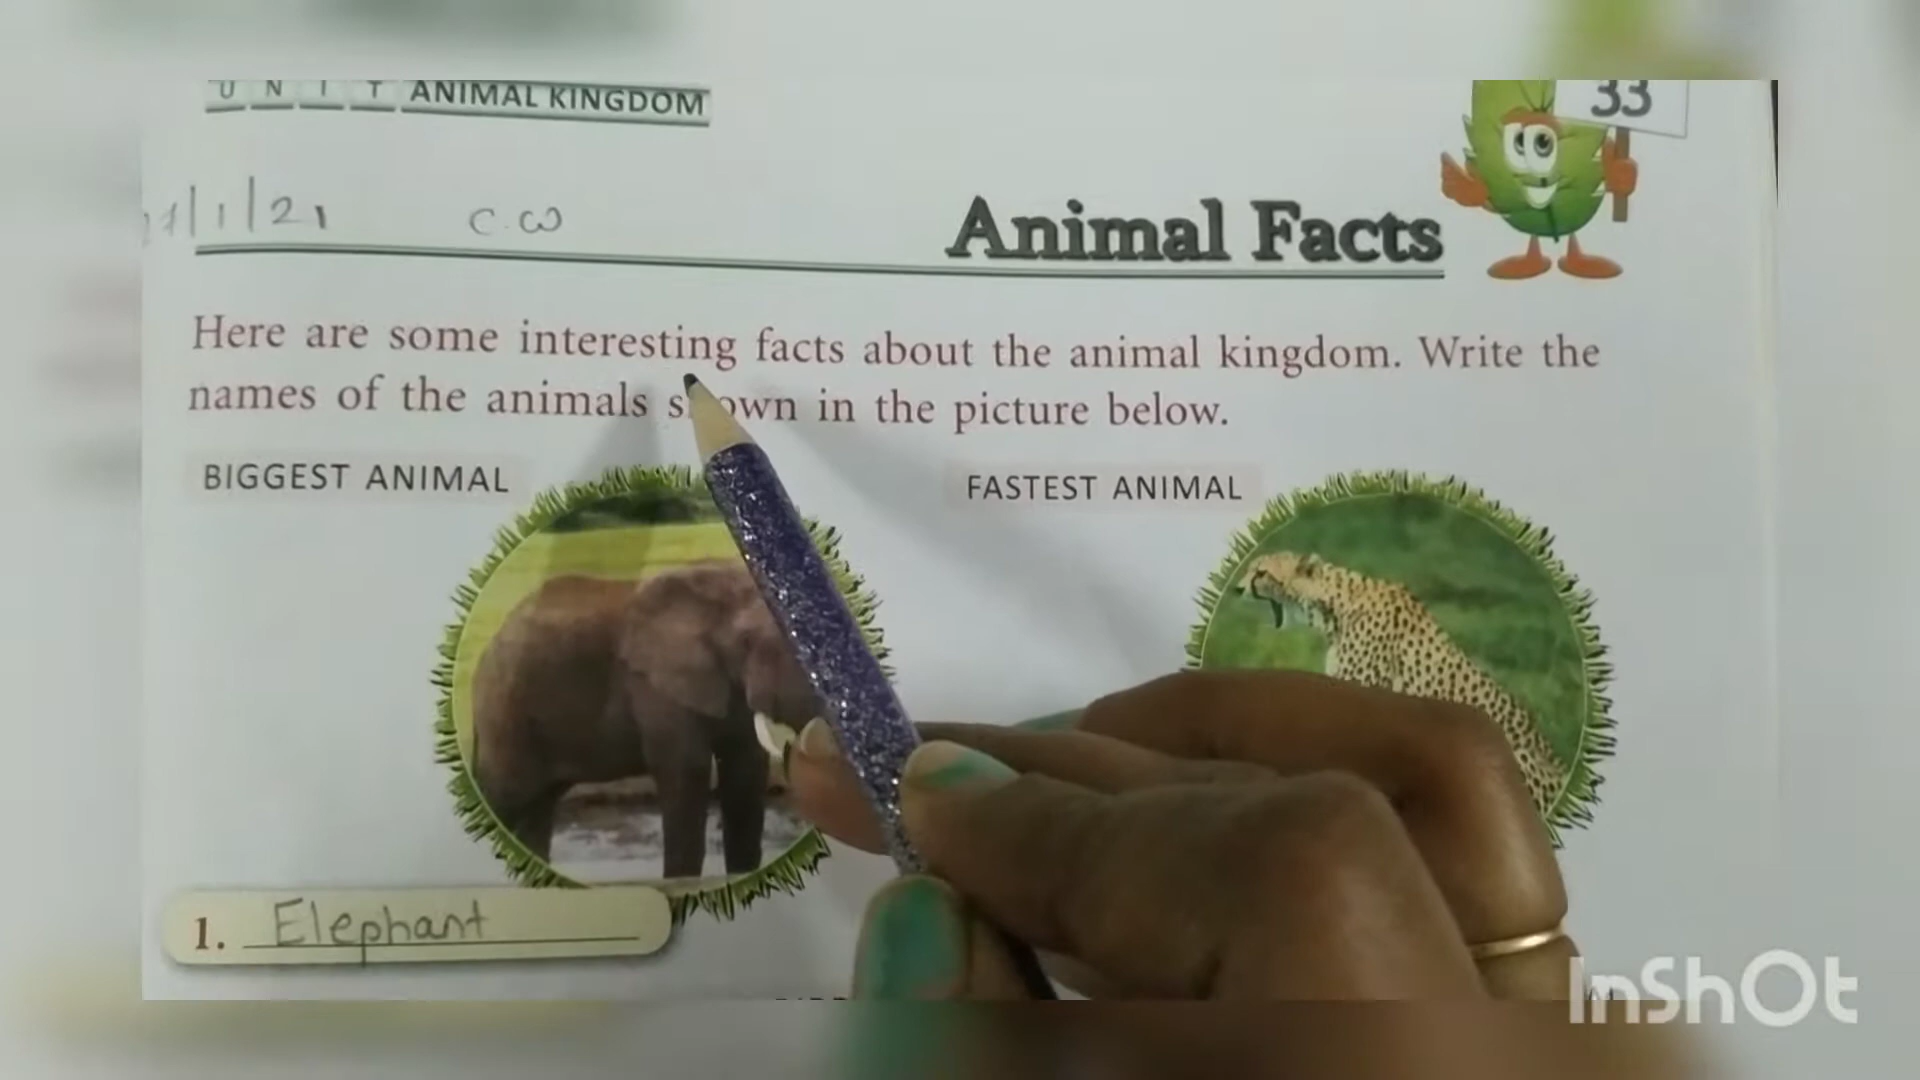 UNIT ANIMAL KINGDOM
33
1/21 C.W
Animal Facts
Here are some interesting facts about the animal kingdom. Write the
names of the animals shown in the picture below.
BIGGEST ANIMAL
FASTEST ANIMAL
1. Elephant
InShOt